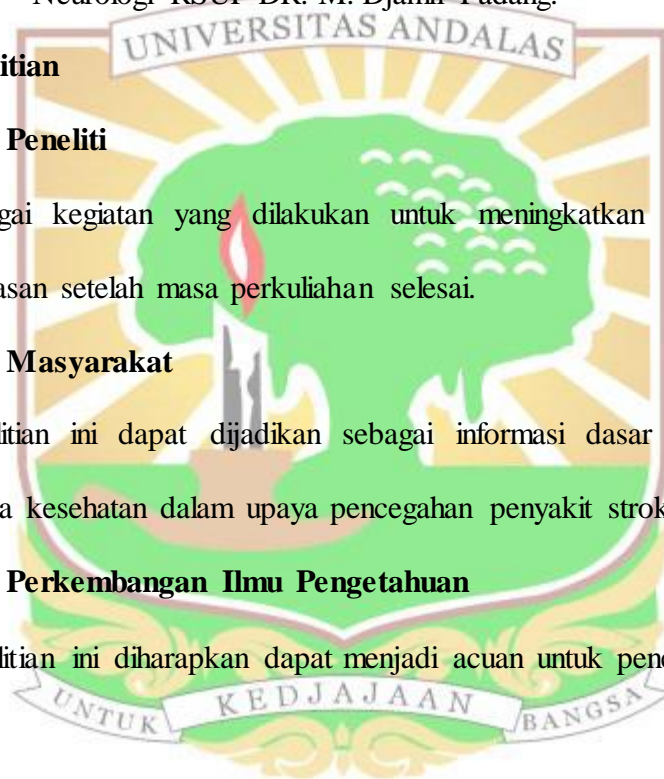 Neurologi RSUP DR. M. Djamil Padang.
UNIVERSITAS ANDALAS
itian
Peneliti
gai kegiatan yang dilakukan untuk meningkatkan
asan setelah masa perkuliahan selesai.
Masyarakat
litian ini dapat dijadikan sebagai informasi dasar
a kesehatan dalam upaya pencegahan penyakit strok
Perkembangan Ilmu Pengetahuan
litian ini diharapkan dapat menjadi acuan untuk pene
UNTUK KEDJAJAAN BANGSA